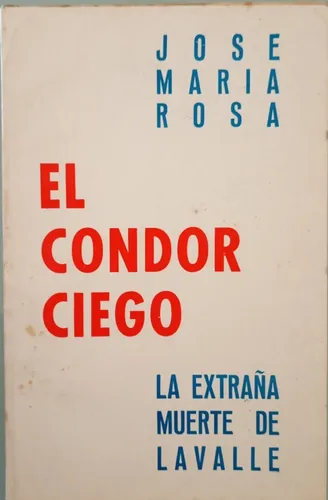 JOSE
MARIA
ROSA
EL
CONDOR
CIEGO
LA EXTRAÑA
MUERTE DE
LAVALLE